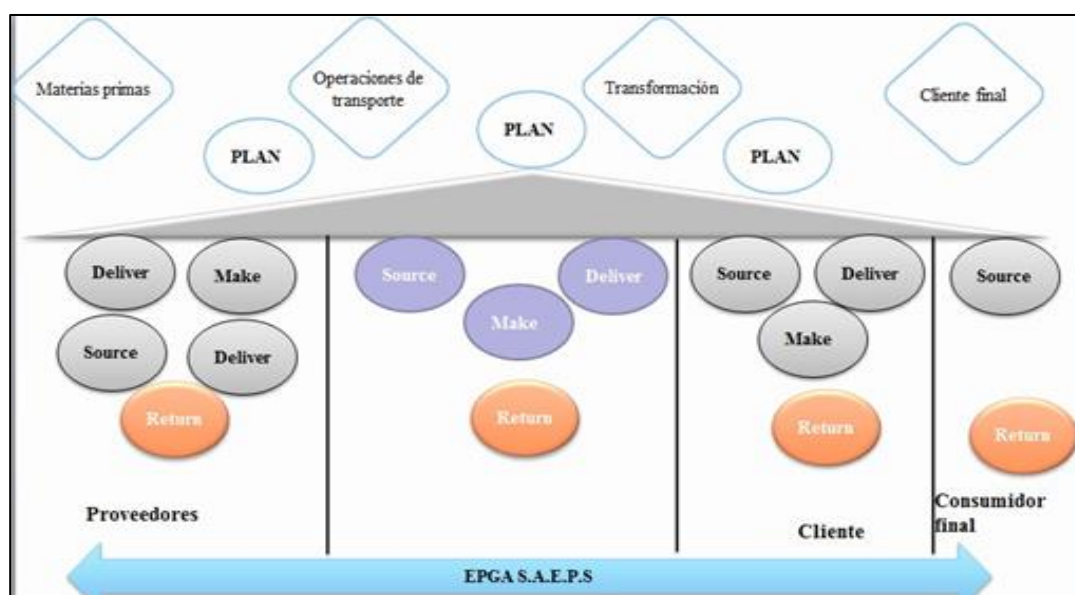 Materias primas
Operaciones de
transporte
Transformación
Cliente final
PLAN
PLAN
PLAN
Deliver
Make
Source
Deliver
Return
Source
Deliver
Make
Return
Source
Deliver
Make
Return
Source
Return
Proveedores
Cliente
Consumidor
final
EPGA S.A.E.P.S